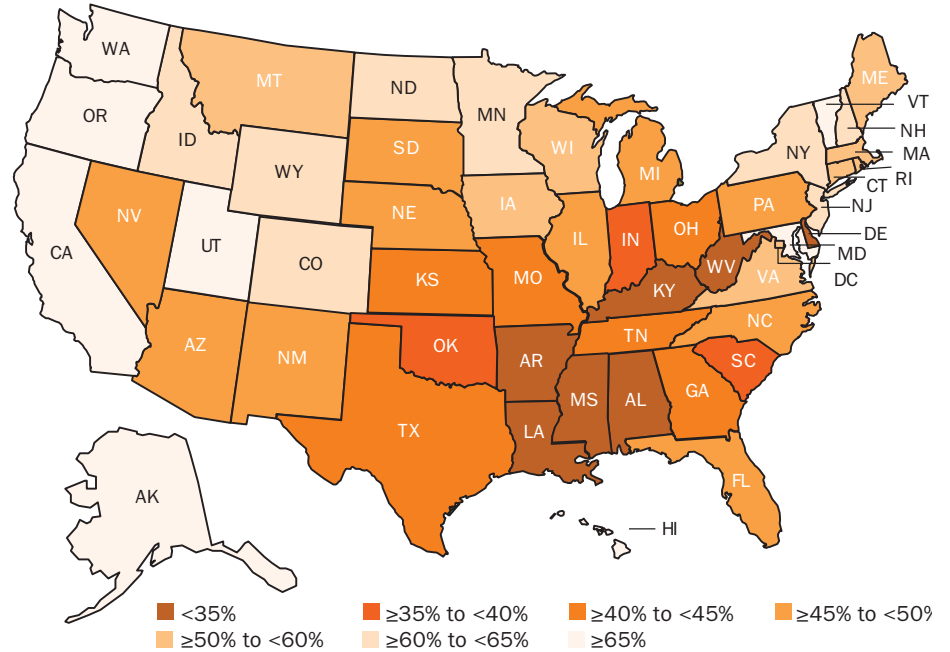 WA
OR
CA
NV
ID
MT
WY
UT
CO
AZ
NM
ND
SD
NE
KS
OK
TX
MN
IA
MO
AR
LA
WI
IL
MI
IN
OH
KY
TN
MS
AL
GA
FL
SC
NC
VA
WV
PA
NY
ME
VT
NH
MA
RI
CT
NJ
DE
MD
DC
AK
HI
<35%
≥35% to <40%
≥40% to <45%
≥45% to <50%
≥50% to <60%
≥60% to <65%
≥65%